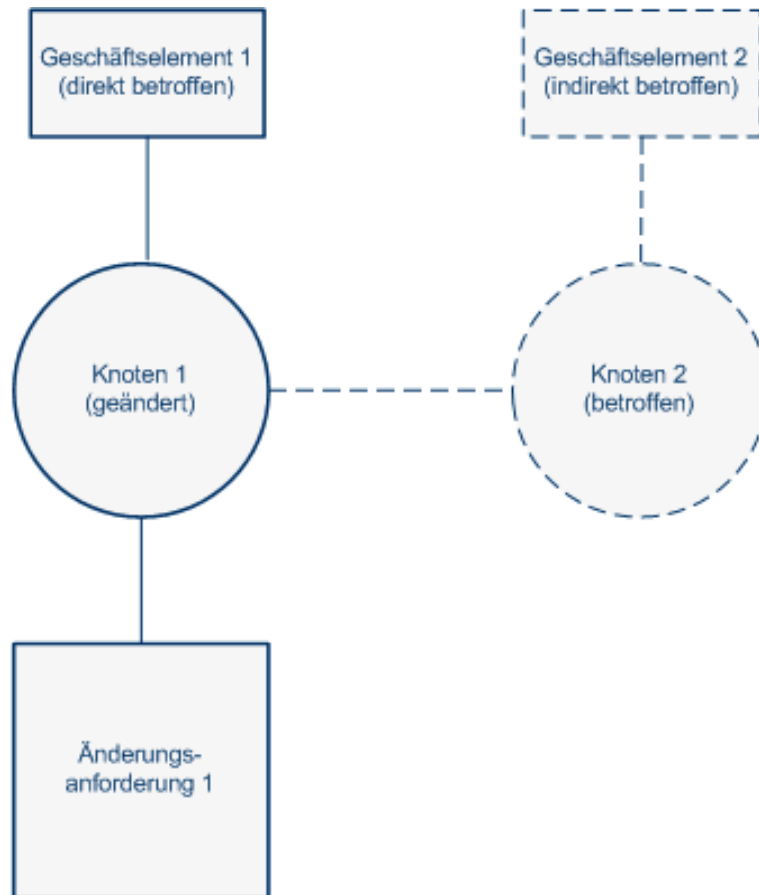 Geschäftselement 1
(direkt betroffen)
Geschäftselement 2
(indirekt betroffen)
Knoten 1
(geändert)
Knoten 2
(betroffen)
Änderungs-
anforderung 1